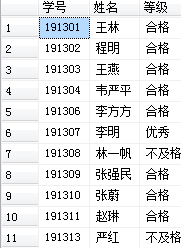 学号 姓名 等级
1 191301 王林 合格
2 191302 程明 合格
3 191303 王燕 合格
4 191304 韦严平 合格
5 191306 李方方 合格
6 191307 李明 优秀
7 191308 林一帆 不及格
8 191309 张强民 合格
9 191310 张蔚 合格
10 191311 赵琳 合格
11 191313 严红 不及格